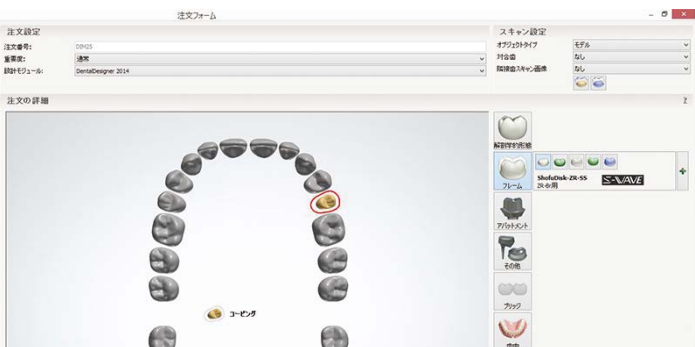 注文フォーム
注文設定
注文番号: DIM25
重要度: 通常
設計モジュール: DentalDesigner 2014
スキャン設定
オブジェクトタイプ モデル
対合歯 なし
隣接歯スキャン画像 なし
注文の詳細
解剖学的形態
フレーム
ShofuDisk-ZR-SS
S-WAVE
アバットメント
その他
コーピング
ブリッジ